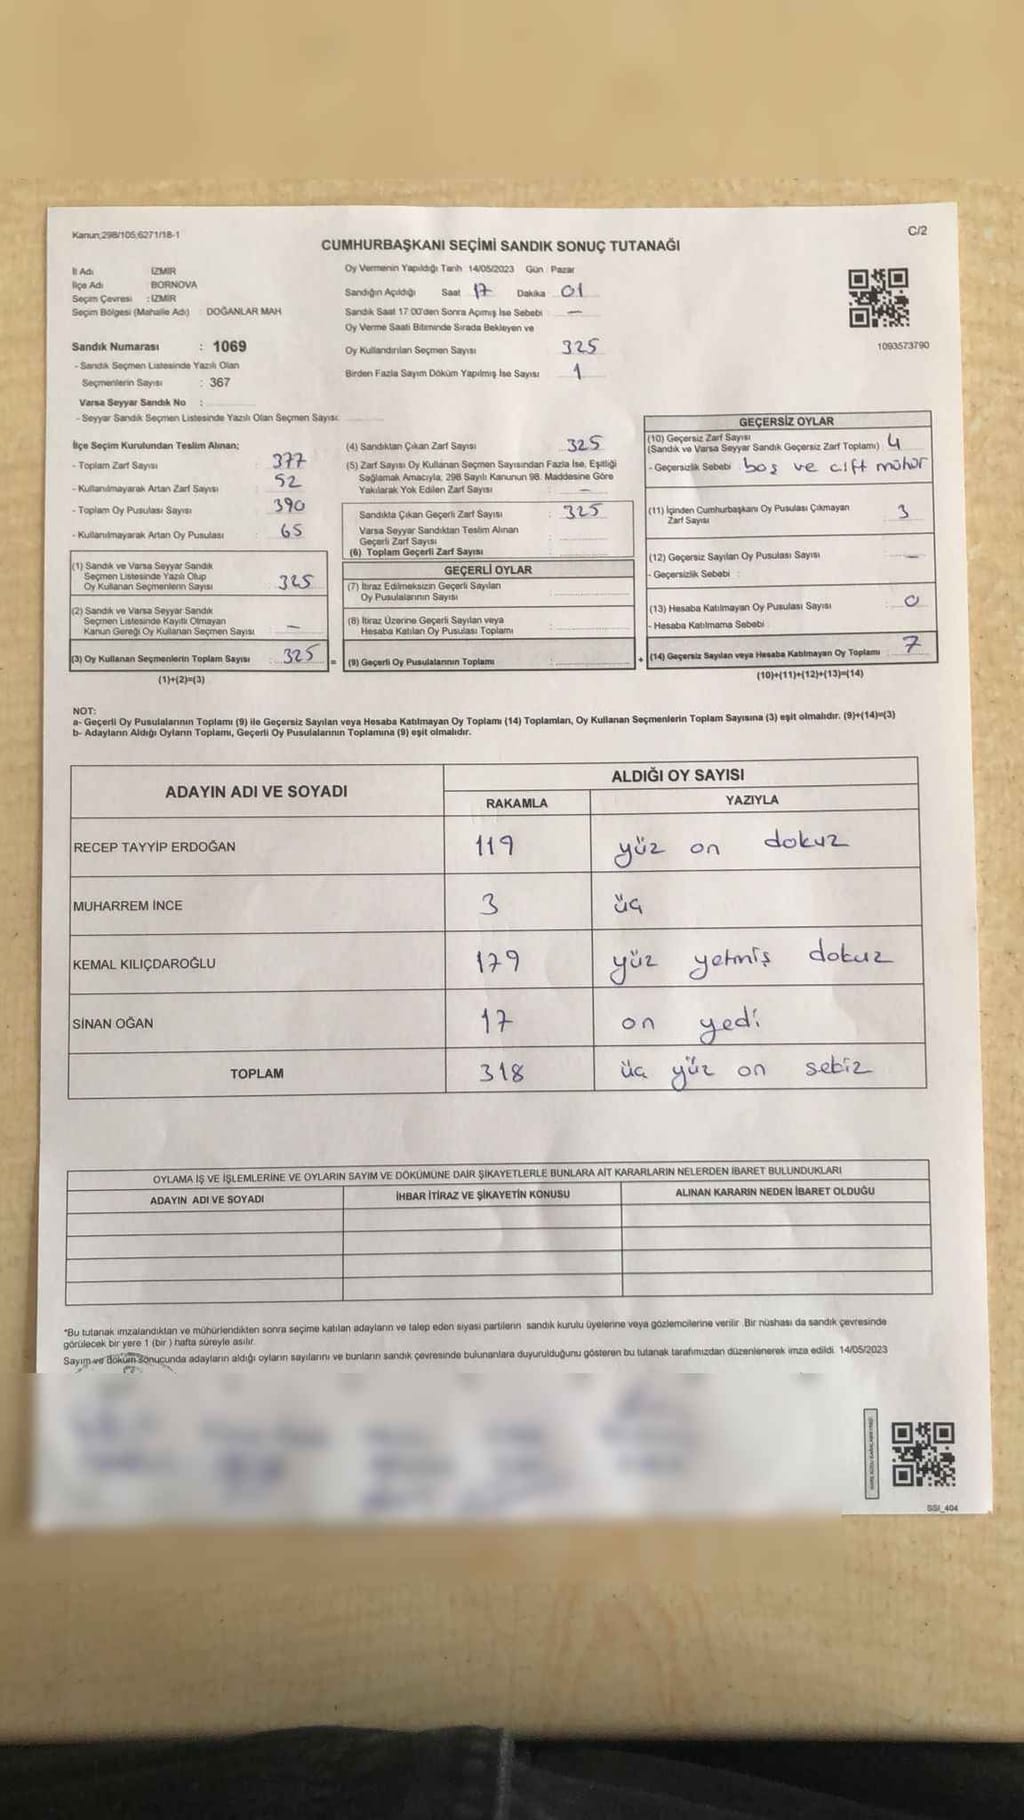 Kanun;298/105;6271/18-1
C/2
CUMHURBAŞKANI SEÇİMİ SANDIK SONUÇ TUTANAĞI
İl Adı İZMİR
İlçe Adı BORNOVA
Seçim Çevresi :İZMİR
Seçim Bölgesi (Mahalle Adı) DOĞANLAR MAH
Sandık Numarası : 1069
- Sandık Seçmen Listesinde Yazılı Olan
Seçmenlerin Sayısı : 367
Varsa Seyyar Sandık No :
- Seyyar Sandık Seçmen Listesinde Yazılı Olan Seçmen Sayısı:
Oy Vermenin Yapıldığı Tarih 14/05/2023 Gün : Pazar
Sandığın Açıldığı Saat 17 Dakika 01
Sandık Saat 17:00'den Sonra Açımış İse Sebebi —
Oy Verme Saati Bitiminde Sırada Bekleyen ve
Oy Kullandırılan Seçmen Sayısı 325
Birden Fazla Sayım Döküm Yapılmış İse Sayısı : 1
1093573790
İlçe Seçim Kurulundan Teslim Alınan;
- Toplam Zarf Sayısı : 377
- Kullanılmayarak Artan Zarf Sayısı : 52
- Toplam Oy Pusulası Sayısı : 390
- Kullanılmayarak Artan Oy Pusulası : 65
(1) Sandık ve Varsa Seyyar Sandık
Seçmen Listesinde Yazılı Olup
Oy Kullanan Seçmenlerin Sayısı : 325
(2) Sandık ve Varsa Seyyar Sandık
Seçmen Listesinde Kayıtlı Olmayan
Kanun Gereği Oy Kullanan Seçmen Sayısı —
(3) Oy Kullanan Seçmenlerin Toplam Sayısı : 325 =
(1)+(2)=(3)
(4) Sandıktan Çıkan Zarf Sayısı : 325
(5) Zarf Sayısı Oy Kullanan Seçmen Sayısından Fazla İse, Eşitliği
Sağlamak Amacıyla, 298 Sayılı Kanunun 98. Maddesine Göre
Yakılarak Yok Edilen Zarf Sayısı : —
Sandıkta Çıkan Geçerli Zarf Sayısı : 325
Varsa Seyyar Sandıktan Teslim Alınan
Geçerli Zarf Sayısı :
(6) Toplam Geçerli Zarf Sayısı :
GEÇERLİ OYLAR
(7) İtiraz Edilmeksizin Geçerli Sayılan
Oy Pusulalarının Sayısı :
(8) İtiraz Üzerine Geçerli Sayılan veya
Hesaba Katılan Oy Pusulası Toplamı :
(9) Geçerli Oy Pusulalarının Toplamı : +
GEÇERSİZ OYLAR
(10) Geçersiz Zarf Sayısı
(Sandık ve Varsa Seyyar Sandık Geçersiz Zarf Toplamı) : 4
- Geçersizlik Sebebi : boş ve cift mühür
(11) İçinden Cumhurbaşkanı Oy Pusulası Çıkmayan
Zarf Sayısı : 3
(12) Geçersiz Sayılan Oy Pusulası Sayısı : —
- Geçersizlik Sebebi :
(13) Hesaba Katılmayan Oy Pusulası Sayısı : 0
- Hesaba Katılmama Sebebi :
(14) Geçersiz Sayılan veya Hesaba Katılmayan Oy Toplamı : 7
(10)+(11)+(12)+(13)=(14)
NOT:
a- Geçerli Oy Pusulalarının Toplamı (9) ile Geçersiz Sayılan veya Hesaba Katılmayan Oy Toplamı (14) Toplamları, Oy Kullanan Seçmenlerin Toplam Sayısına (3) eşit olmalıdır. (9)+(14)=(3)
b- Adayların Aldığı Oyların Toplamı, Geçerli Oy Pusulalarının Toplamına (9) eşit olmalıdır.
ADAYIN ADI VE SOYADI ALDIĞI OY SAYISI
RAKAMLA YAZIYLA
RECEP TAYYİP ERDOĞAN 119 yüz on dokuz
MUHARREM İNCE 3 üç
KEMAL KILIÇDAROĞLU 179 yüz yetmiş dokuz
SİNAN OĞAN 17 on yedi
TOPLAM 318 üç yüz on sekiz
OYLAMA İŞ VE İŞLEMLERİNE VE OYLARIN SAYIM VE DÖKÜMÜNE DAİR ŞİKAYETLERLE BUNLARA AİT KARARLARIN NELERDEN İBARET BULUNDUKLARI
ADAYIN ADI VE SOYADI İHBAR İTİRAZ VE ŞİKAYETİN KONUSU ALINAN KARARIN NEDEN İBARET OLDUĞU
*Bu tutanak imzalandıktan ve mühürlendikten sonra seçime katılan adayların ve talep eden siyasi partilerin sandık kurulu üyelerine veya gözlemcilerine verilir. Bir nüshası da sandık çevresinde
görülecek bir yere 1 (bir ) hafta süreyle asılır.
Sayım ve döküm sonucunda adayların aldığı oyların sayılarını ve bunların sandık çevresinde bulunanlara duyurulduğunu gösteren bu tutanak tarafımızdan düzenlenerek imza edildi. 14/05/2023
SSI_404